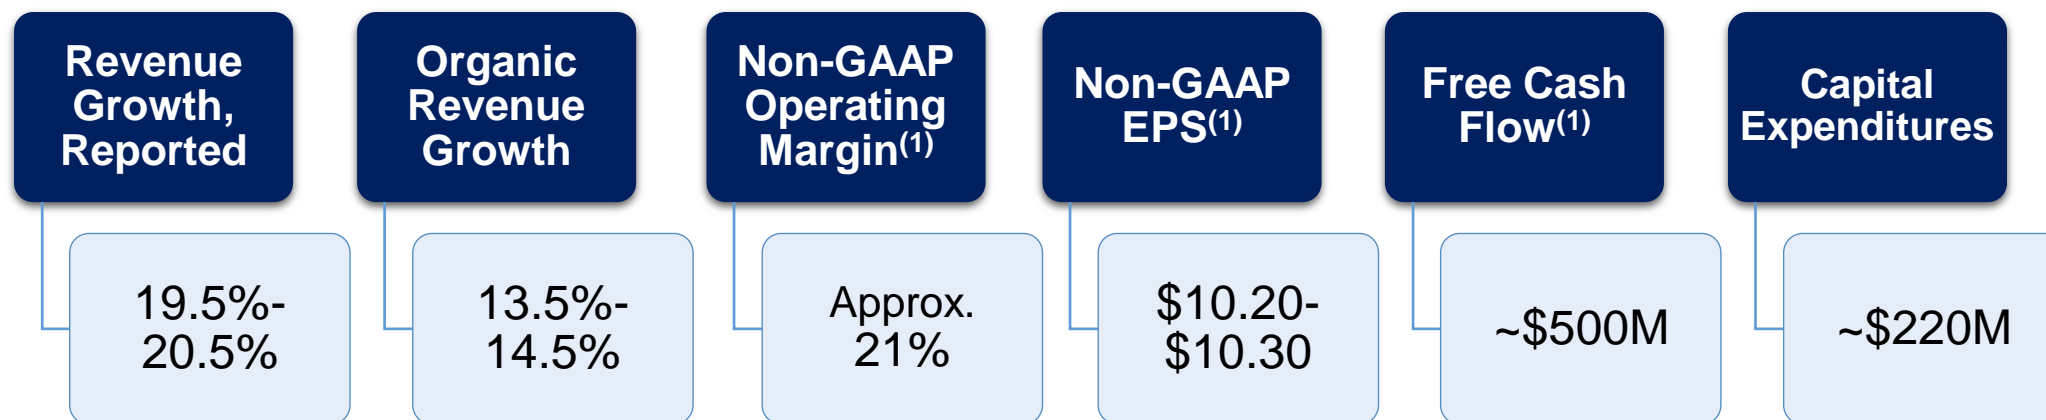 Revenue
Growth,
Reported
19.5%-
20.5%
Organic
Revenue
Growth
13.5%-
14.5%
Non-GAAP
Operating
Margin(1)
Approx.
21%
Non-GAAP
EPS(1)
$10.20-
$10.30
Free Cash
Flow(1)
~$500M
Capital
Expenditures
~$220M